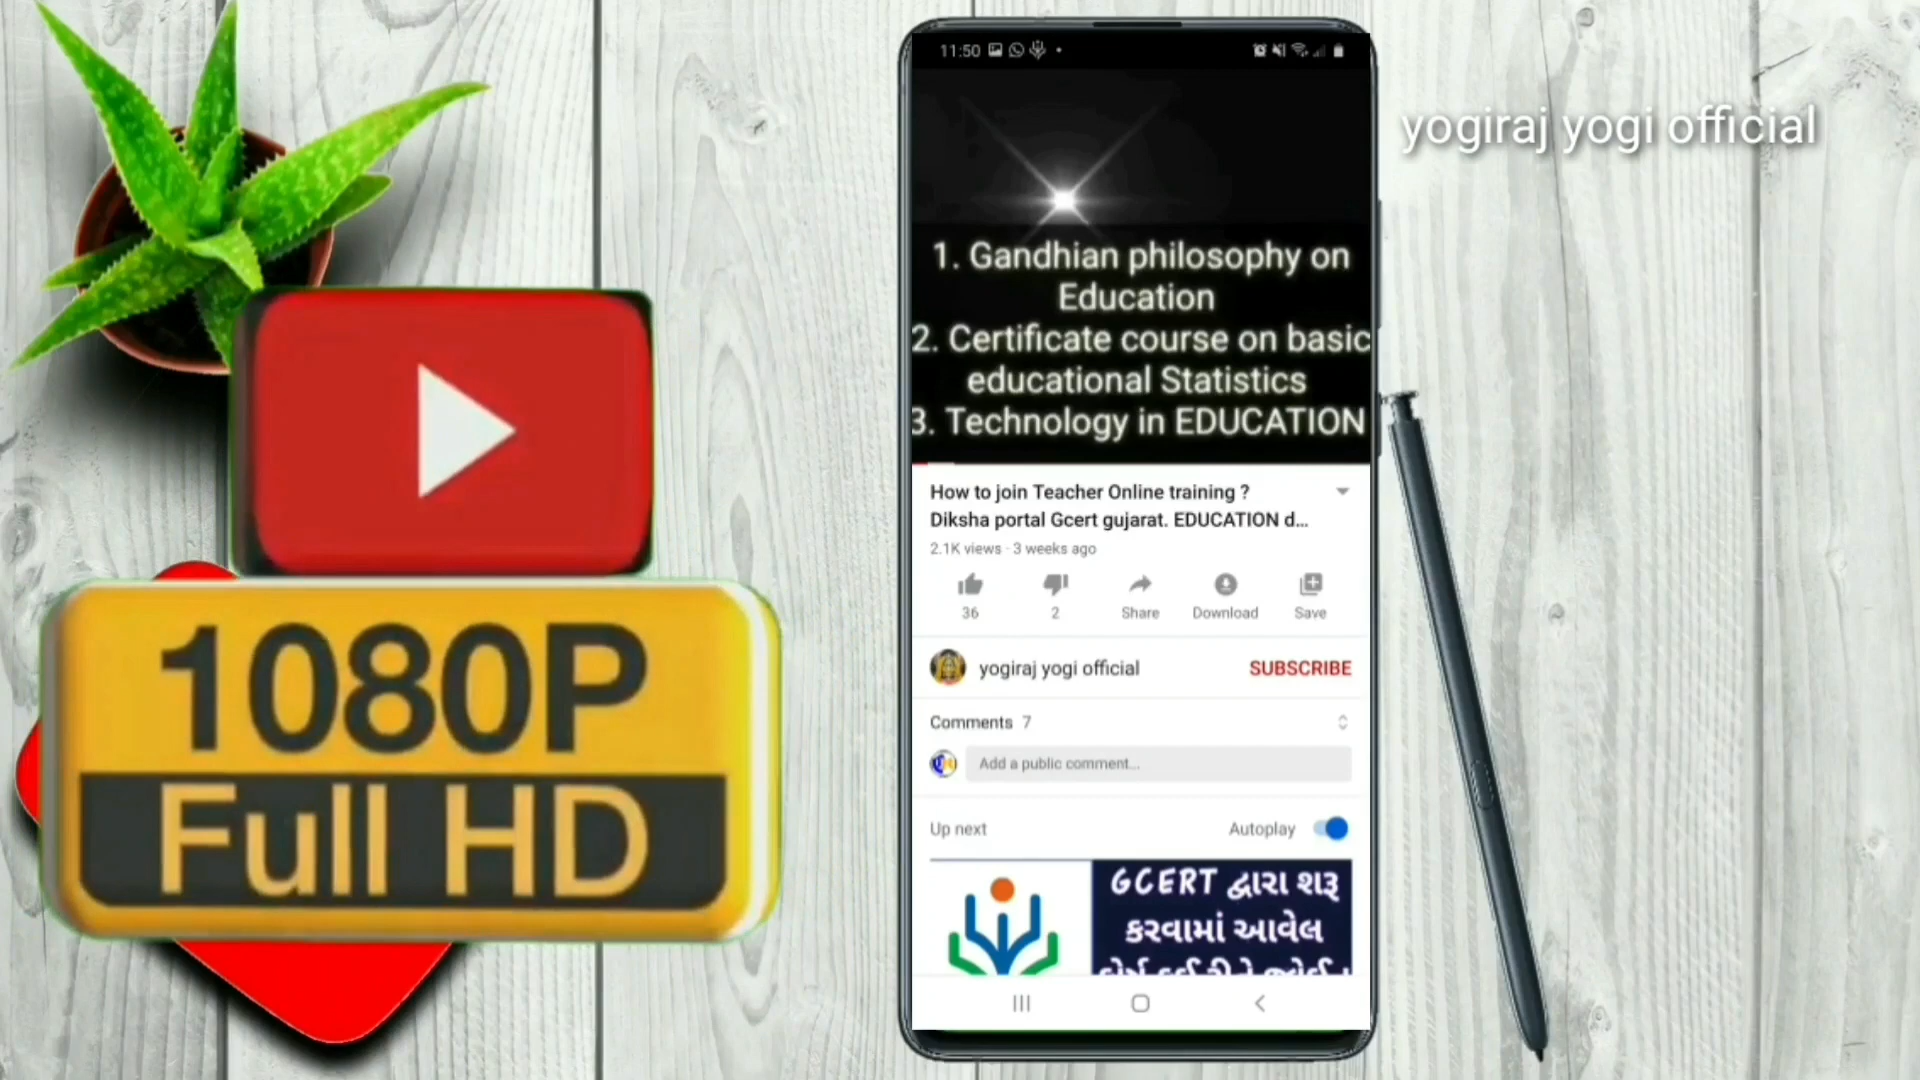 yogiraj yogi official
1080P
Full HD
11:50
1. Gandhian philosophy on
Education
2. Certificate course on basic
educational Statistics
3. Technology in EDUCATION
How to join Teacher Online training ?
Diksha portal Gcert gujarat. EDUCATION d...
2.1K views · 3 weeks ago
36
2
Share
Download
Save
yogiraj yogi official
SUBSCRIBE
Comments 7
Add a public comment...
Up next
Autoplay
GCERT દ્વારા શરૂ
કરવામાં આવેલ